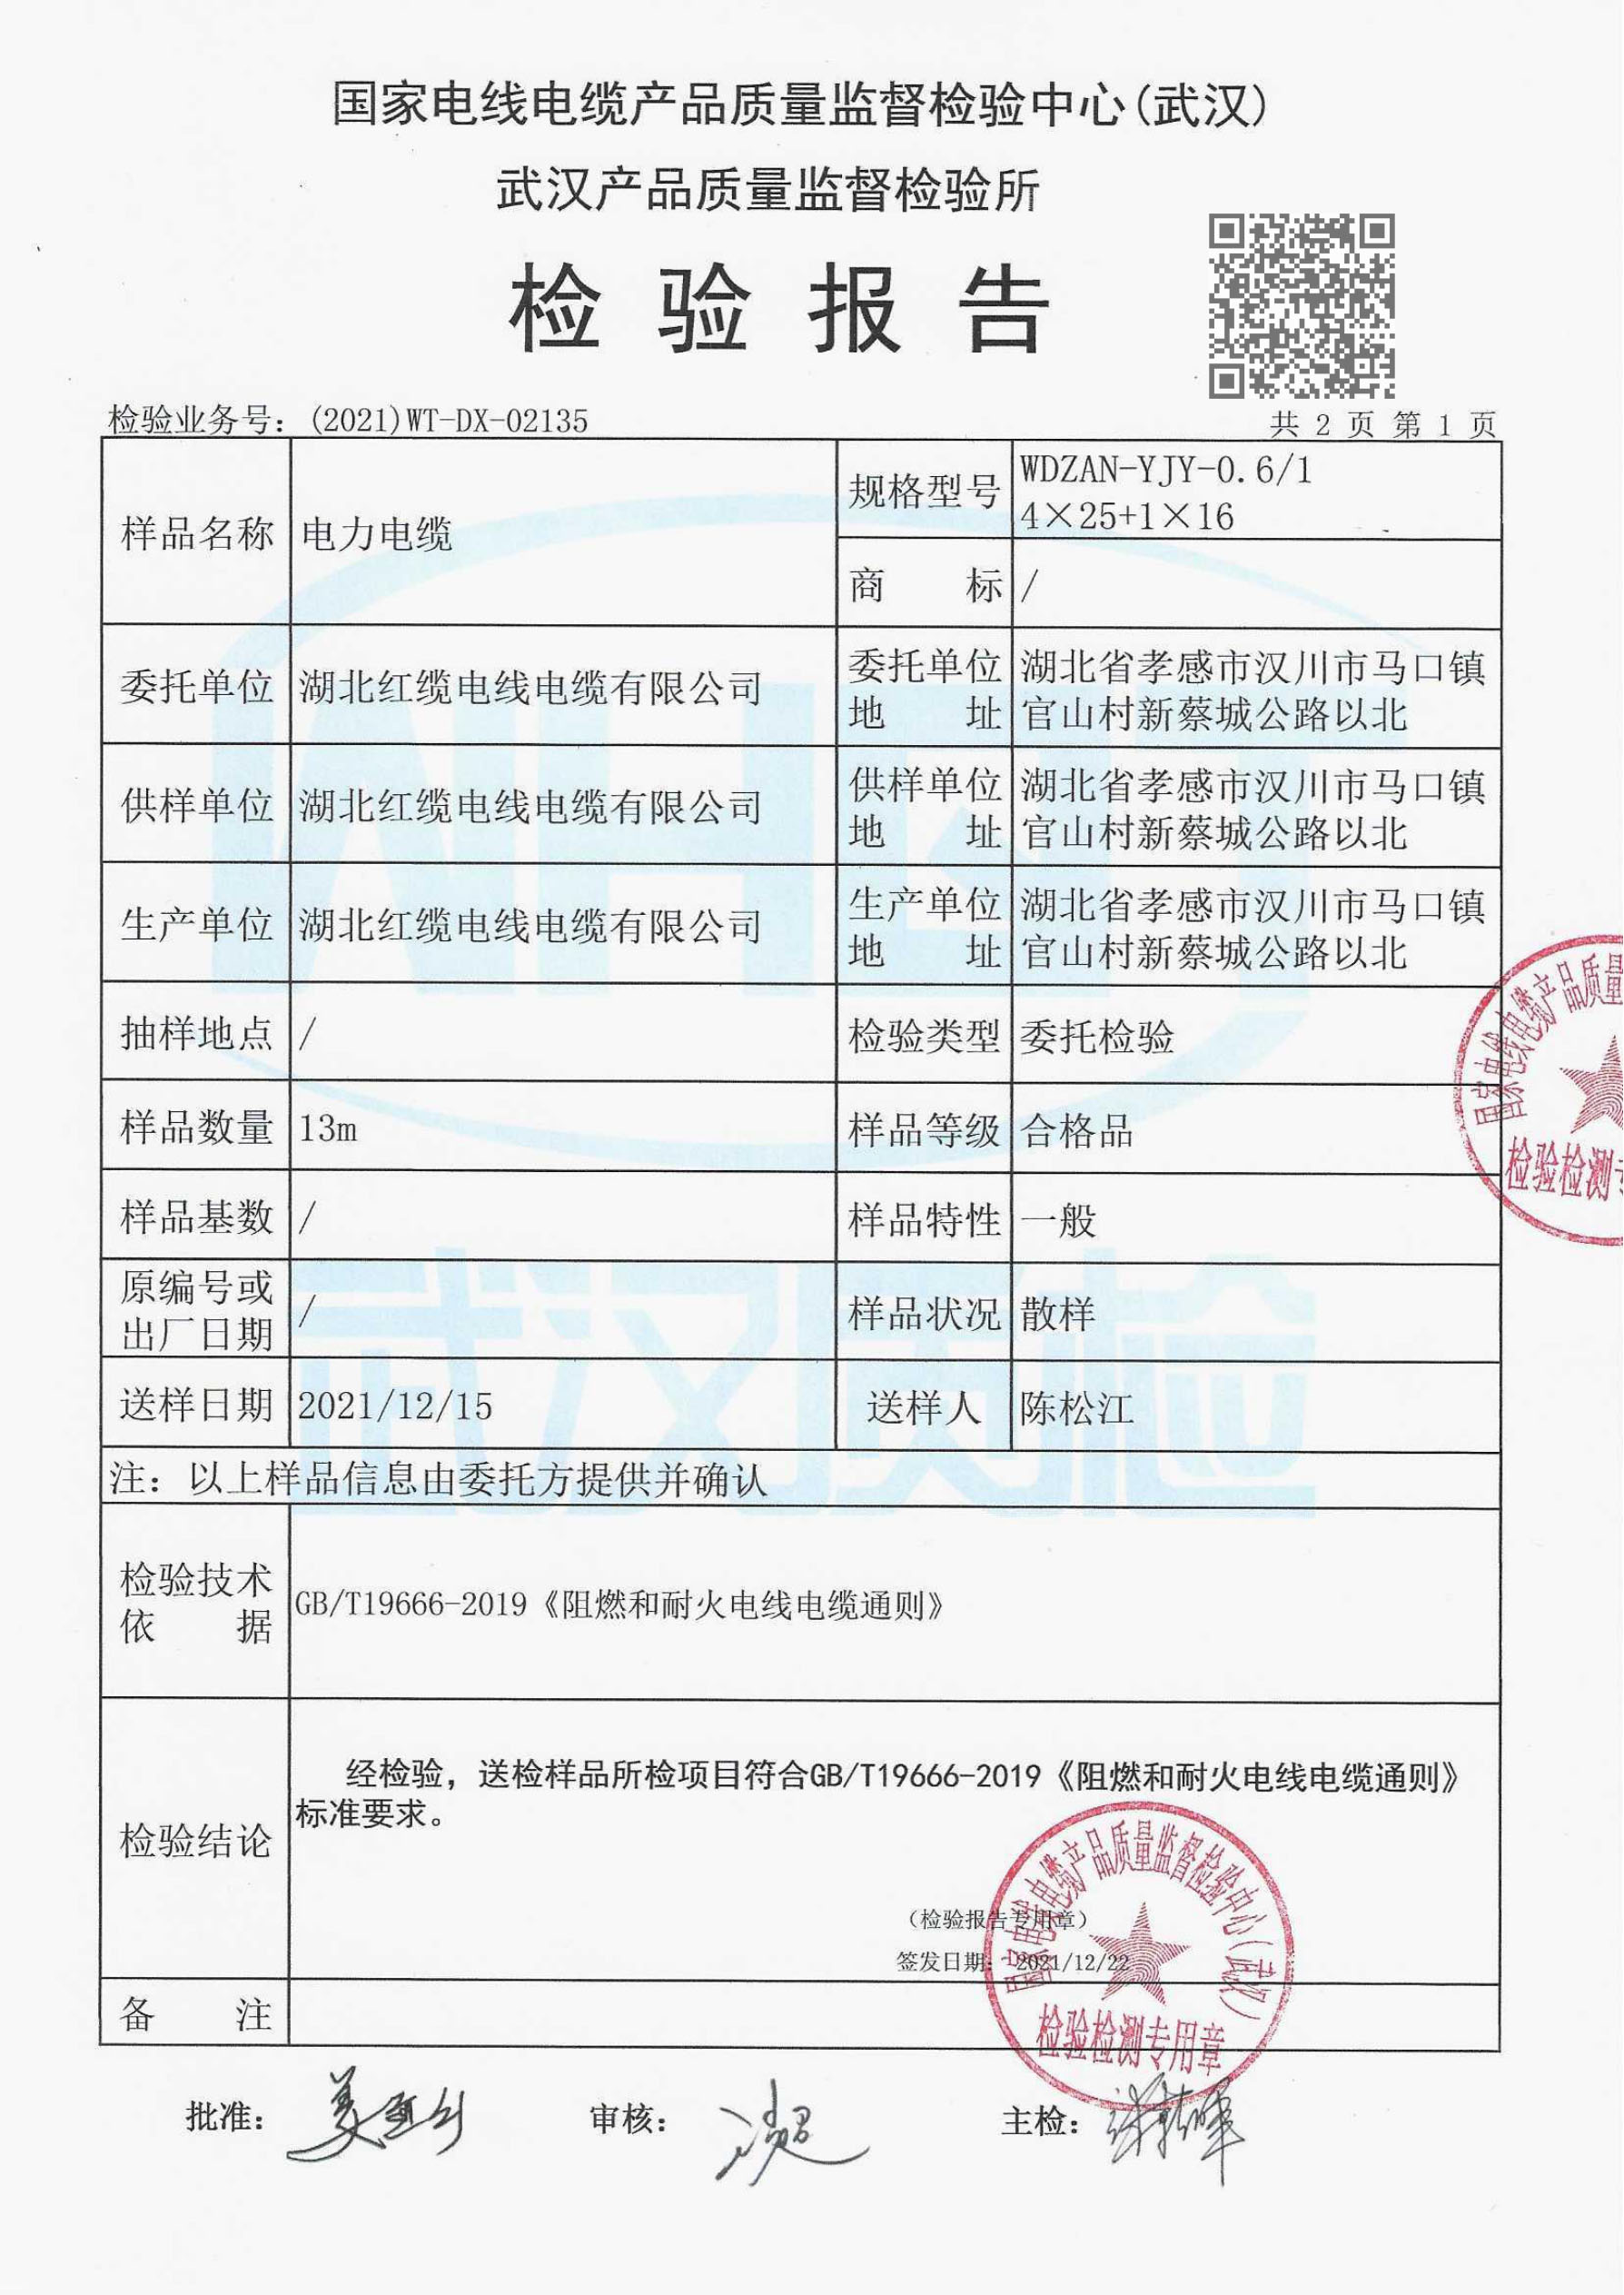 国家电线电缆产品质量监督检验中心(武汉)
武汉产品质量监督检验所
检验报告
检验业务号：(2021)WT-DX-02135
共 2 页 第 1 页
样品名称 电力电缆
规格型号 WDZAN-YJY-0.6/1
4×25+1×16
商 标 /
委托单位 湖北红缆电线电缆有限公司
委托单位 湖北省孝感市汉川市马口镇
地 址 官山村新蔡城公路以北
供样单位 湖北红缆电线电缆有限公司
供样单位 湖北省孝感市汉川市马口镇
地 址 官山村新蔡城公路以北
生产单位 湖北红缆电线电缆有限公司
生产单位 湖北省孝感市汉川市马口镇
地 址 官山村新蔡城公路以北
抽样地点 / 检验类型 委托检验
样品数量 13m 样品等级 合格品
样品基数 / 样品特性 一般
原编号或
出厂日期 / 样品状况 散样
送样日期 2021/12/15 送样人 陈松江
注：以上样品信息由委托方提供并确认
检验技术
依 据
GB/T19666-2019《阻燃和耐火电线电缆通则》
检验结论
经检验，送检样品所检项目符合GB/T19666-2019《阻燃和耐火电线电缆通则》
标准要求。
（检验报告专用章）
签发日期：2021/12/22
备 注
批准： 审核： 主检：
国家电线电缆产品质量监督检验中心(武汉)
检验检测专用章
国家电线电缆产品质量
检验检测专
武汉质检